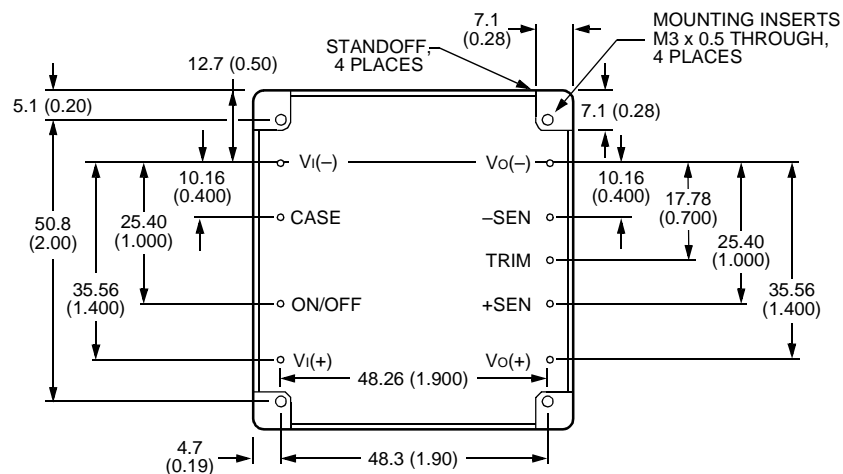 7.1
(0.28)
MOUNTING INSERTS
M3 x 0.5 THROUGH,
4 PLACES
STANDOFF,
4 PLACES
12.7 (0.50)
5.1 (0.20)
7.1 (0.28)
VI(–)
VO(–)
10.16
(0.400)
10.16
(0.400)
17.78
(0.700)
CASE
–SEN
50.8
(2.00)
25.40
(1.000)
25.40
(1.000)
TRIM
35.56
(1.400)
35.56
(1.400)
ON/OFF
+SEN
VI(+)
VO(+)
48.26 (1.900)
4.7
(0.19)
48.3 (1.90)